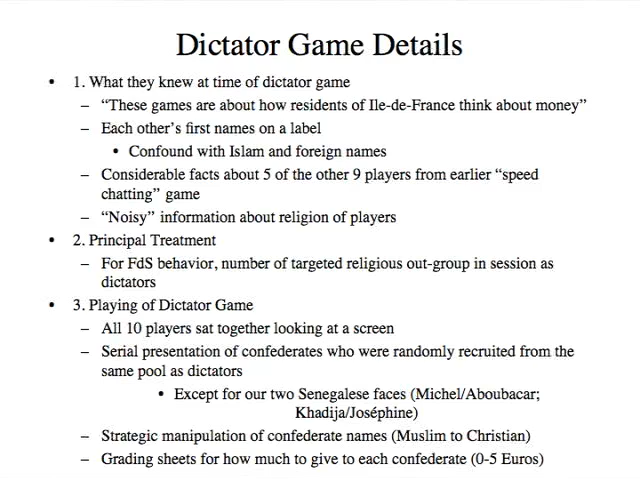 Dictator Game Details
• 1. What they knew at time of dictator game
– “These games are about how residents of Ile-de-France think about money”
– Each other’s first names on a label
• Confound with Islam and foreign names
– Considerable facts about 5 of the other 9 players from earlier “speed
chatting” game
– “Noisy” information about religion of players
• 2. Principal Treatment
– For FdS behavior, number of targeted religious out-group in session as
dictators
• 3. Playing of Dictator Game
– All 10 players sat together looking at a screen
– Serial presentation of confederates who were randomly recruited from the
same pool as dictators
• Except for our two Senegalese faces (Michel/Aboubacar;
Khadija/Joséphine)
– Strategic manipulation of confederate names (Muslim to Christian)
– Grading sheets for how much to give to each confederate (0-5 Euros)